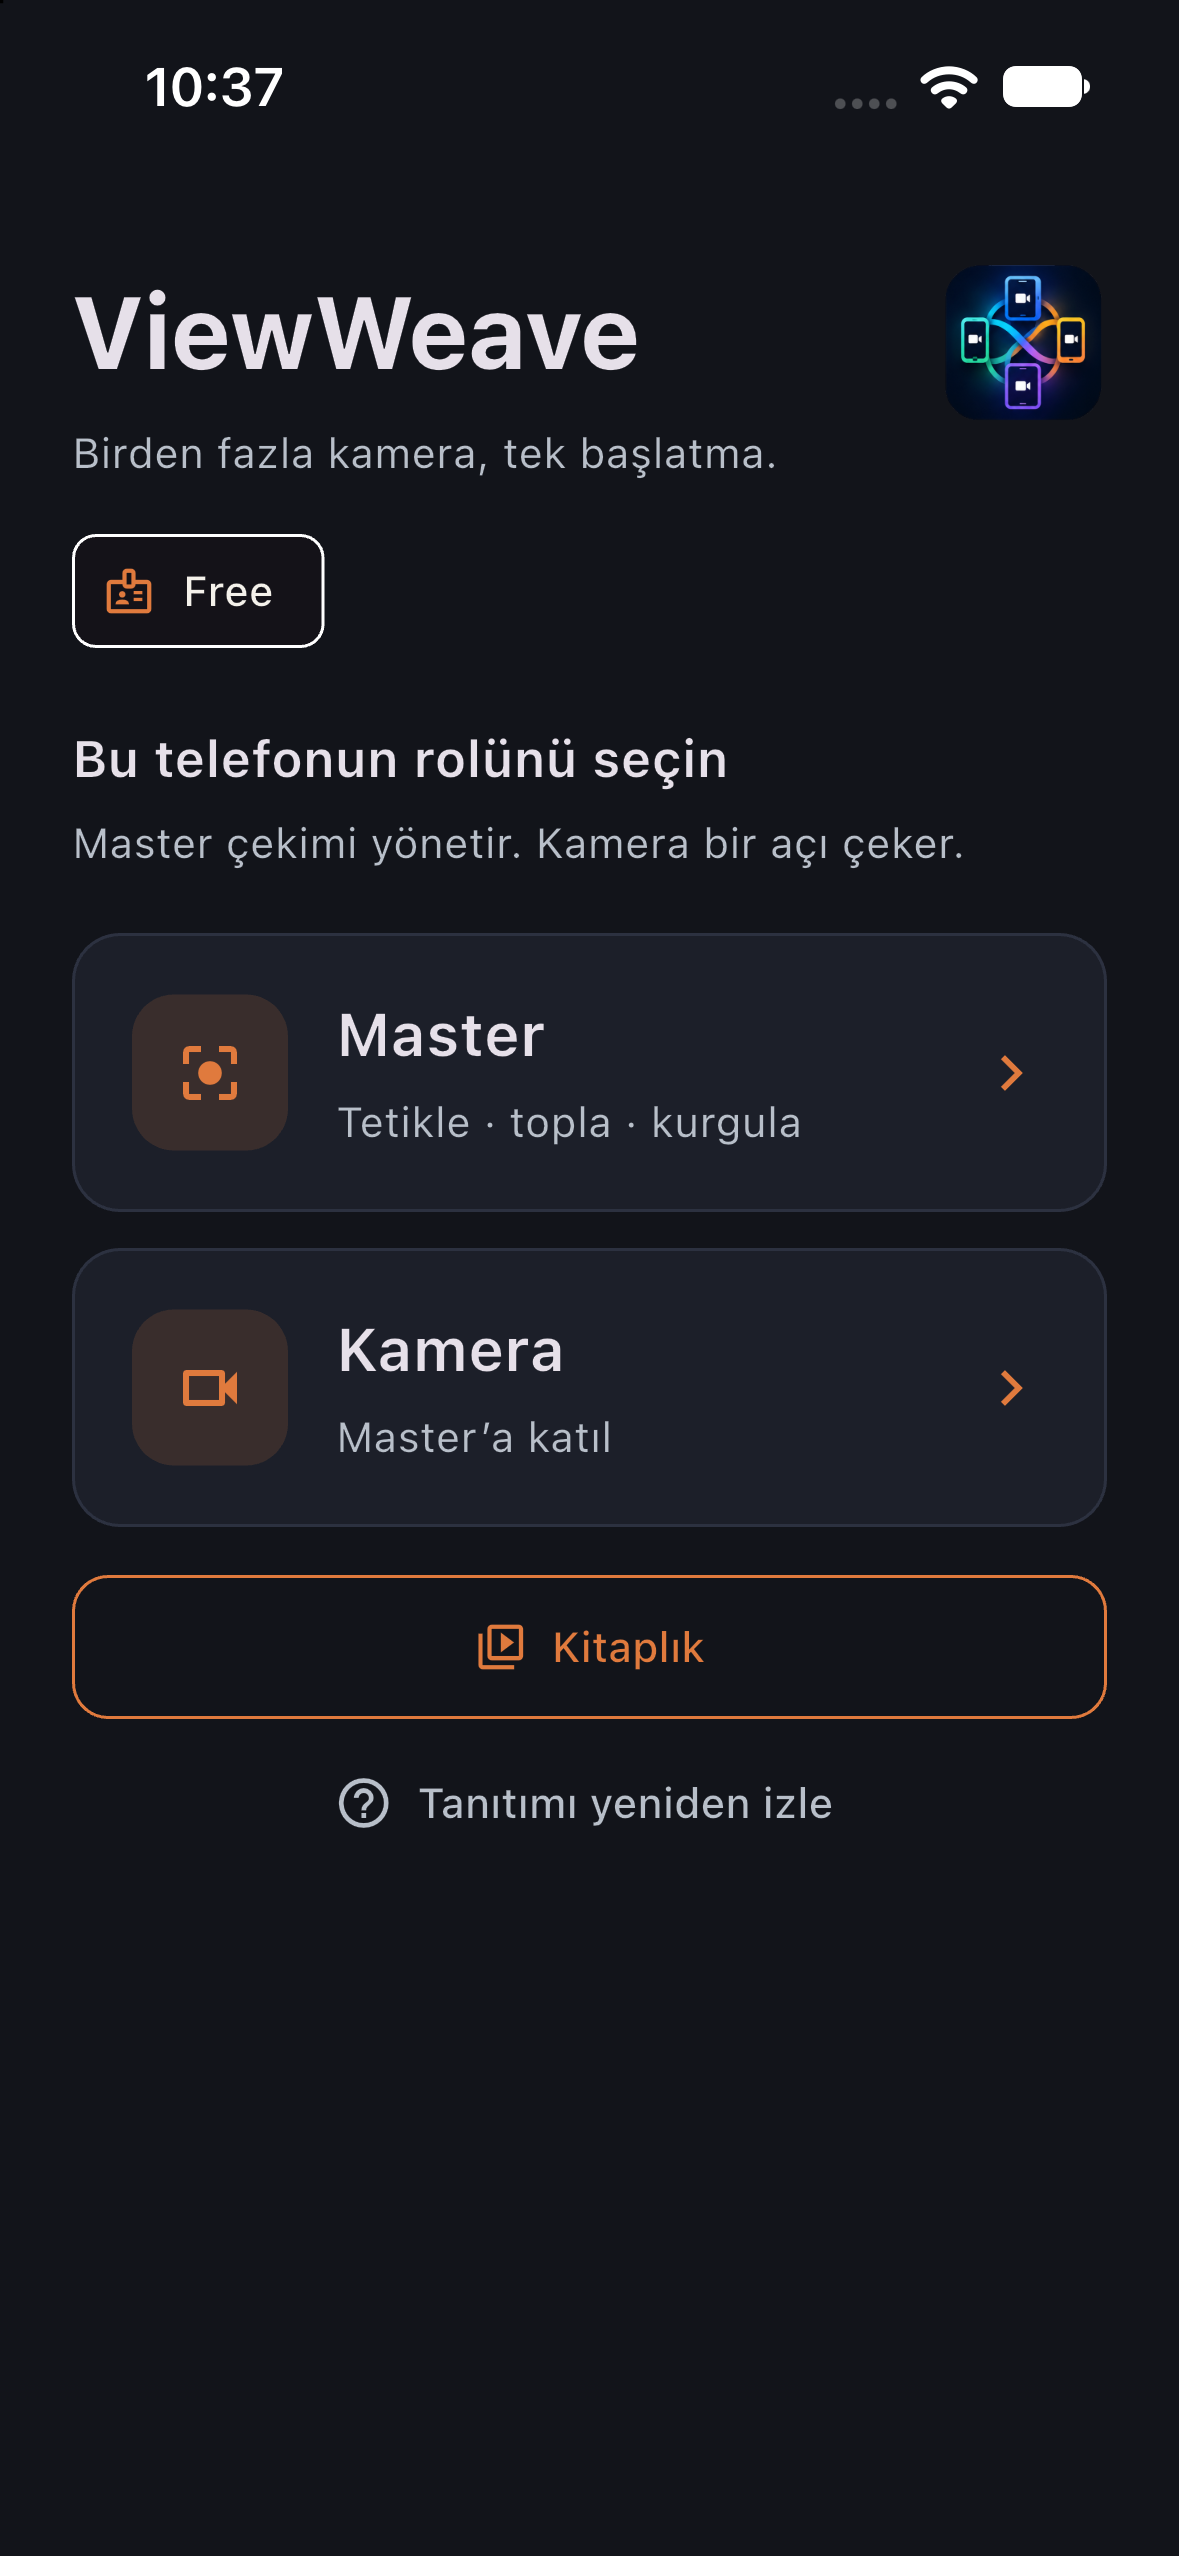 10:37
ViewWeave
Birden fazla kamera, tek başlatma.
Free
Bu telefonun rolünü seçin
Master çekimi yönetir. Kamera bir açı çeker.
Master
Tetikle · topla · kurgula
Kamera
Master’a katıl
Kitaplık
Tanıtımı yeniden izle